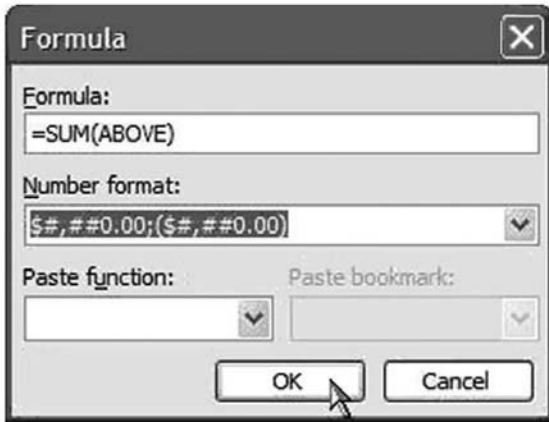 Formula
Formula:
=SUM(ABOVE)
Number format:
$#,##0.00;($#,##0.00)
Paste function: Paste bookmark:
OK Cancel